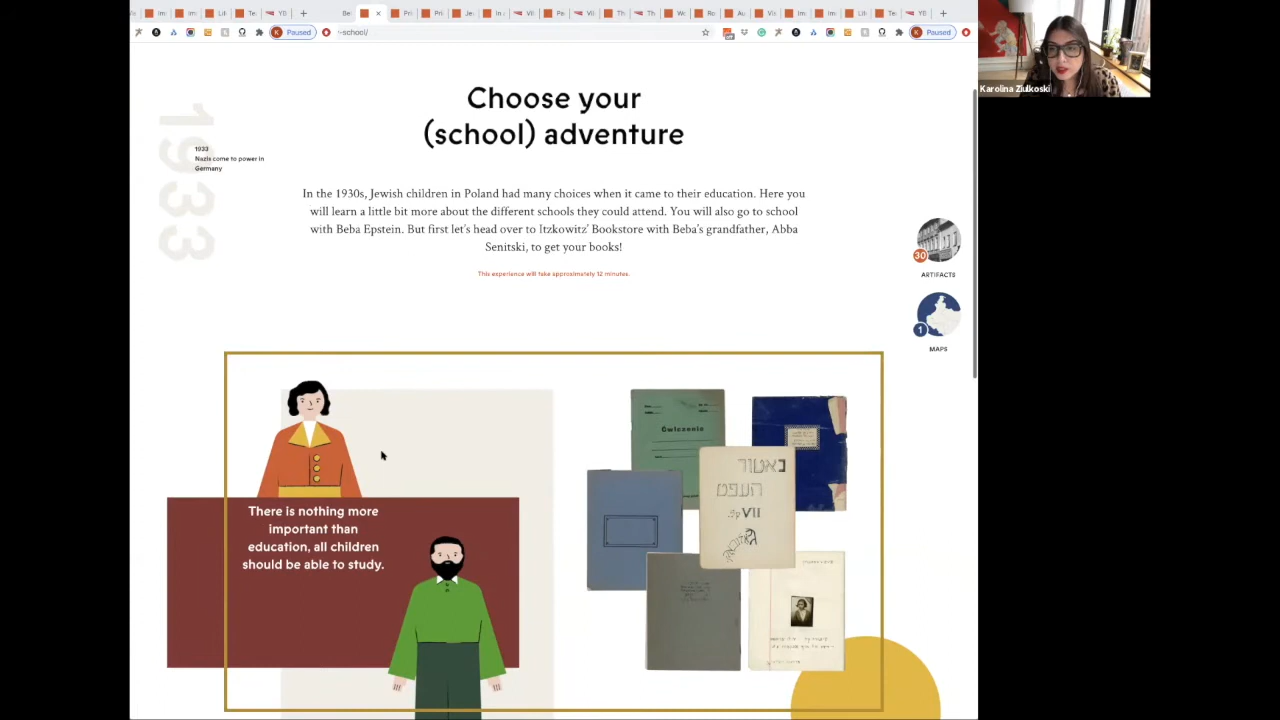 Paused
~school/
Paused
Karolina Ziulkoski
Choose your
(school) adventure
1933
1933
Nazis come to power in
Germany
In the 1930s, Jewish children in Poland had many choices when it came to their education. Here you
will learn a little bit more about the different schools they could attend. You will also go to school
with Beba Epstein. But first let's head over to Itzkowitz' Bookstore with Beba's grandfather, Abba
Senitski, to get your books!
This experience will take approximately 12 minutes.
30
ARTIFACTS
1
MAPS
There is nothing more
important than
education, all children
should be able to study.
Ćwiczenia
נאטור
העפט
VII קל.